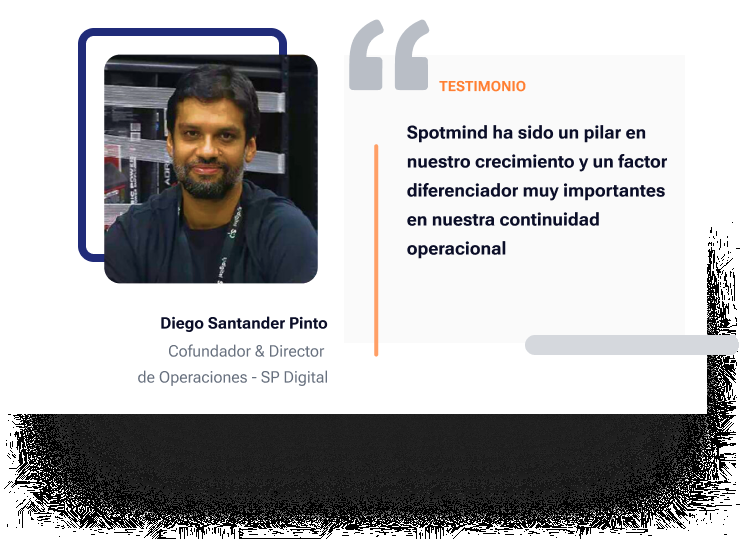 TESTIMONIO
Spotmind ha sido un pilar en
nuestro crecimiento y un factor
diferenciador muy importantes
en nuestra continuidad
operacional
Diego Santander Pinto
Cofundador & Director
de Operaciones - SP Digital